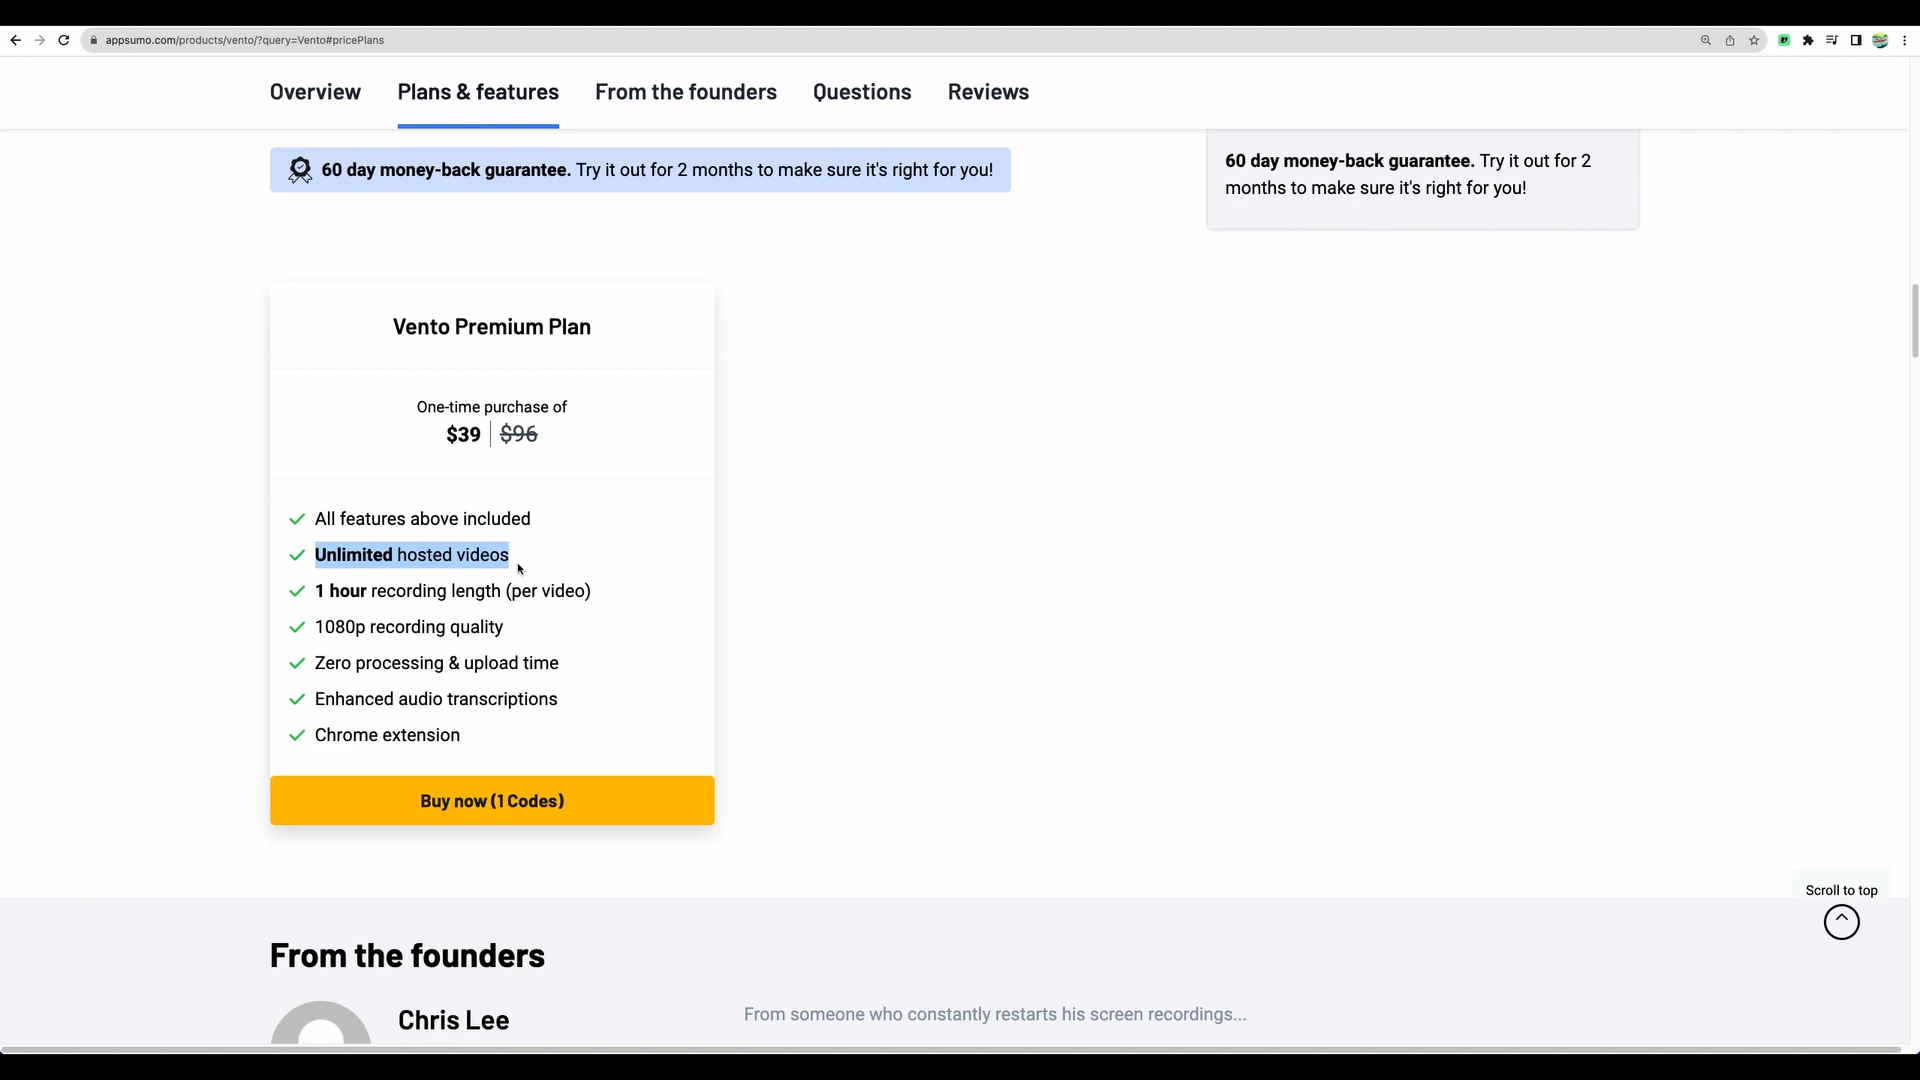 appsumo.com/products/vento/?query=Vento#pricePlans
Overview
Plans & features
From the founders
Questions
Reviews
60 day money-back guarantee. Try it out for 2 months to make sure it's right for you!
60 day money-back guarantee. Try it out for 2
months to make sure it's right for you!
Vento Premium Plan
One-time purchase of
$39 | $96
All features above included
Unlimited hosted videos
1 hour recording length (per video)
1080p recording quality
Zero processing & upload time
Enhanced audio transcriptions
Chrome extension
Buy now (1 Codes)
Scroll to top
From the founders
Chris Lee
From someone who constantly restarts his screen recordings...